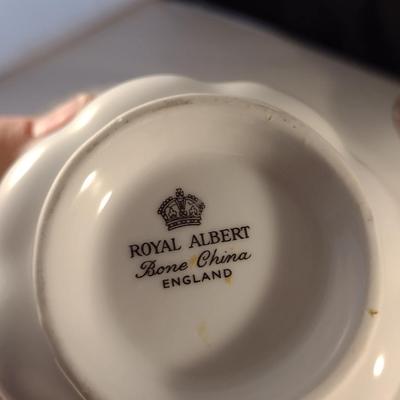 ROYAL ALBERT
Bone China
ENGLAND